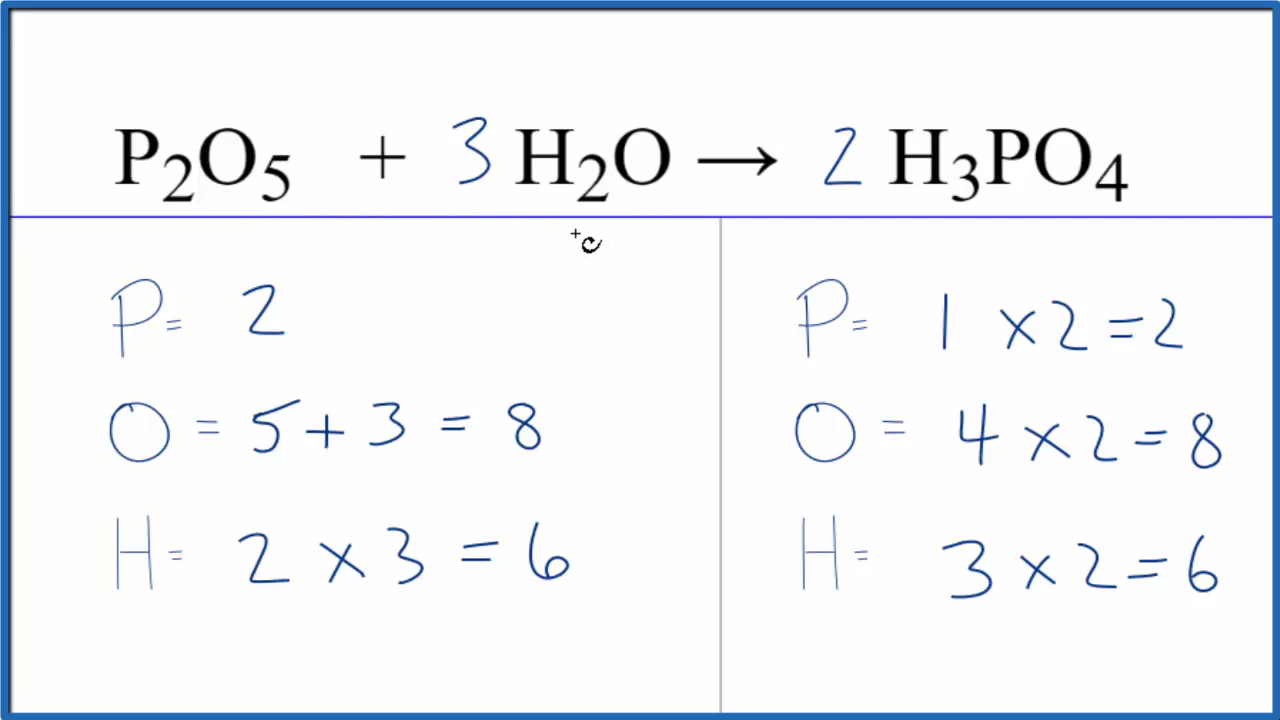 P₂O₅ + 3 H₂O → 2 H₃PO₄
P = 2
O = 5 + 3 = 8
H = 2 × 3 = 6
P = 1 × 2 = 2
O = 4 × 2 = 8
H = 3 × 2 = 6